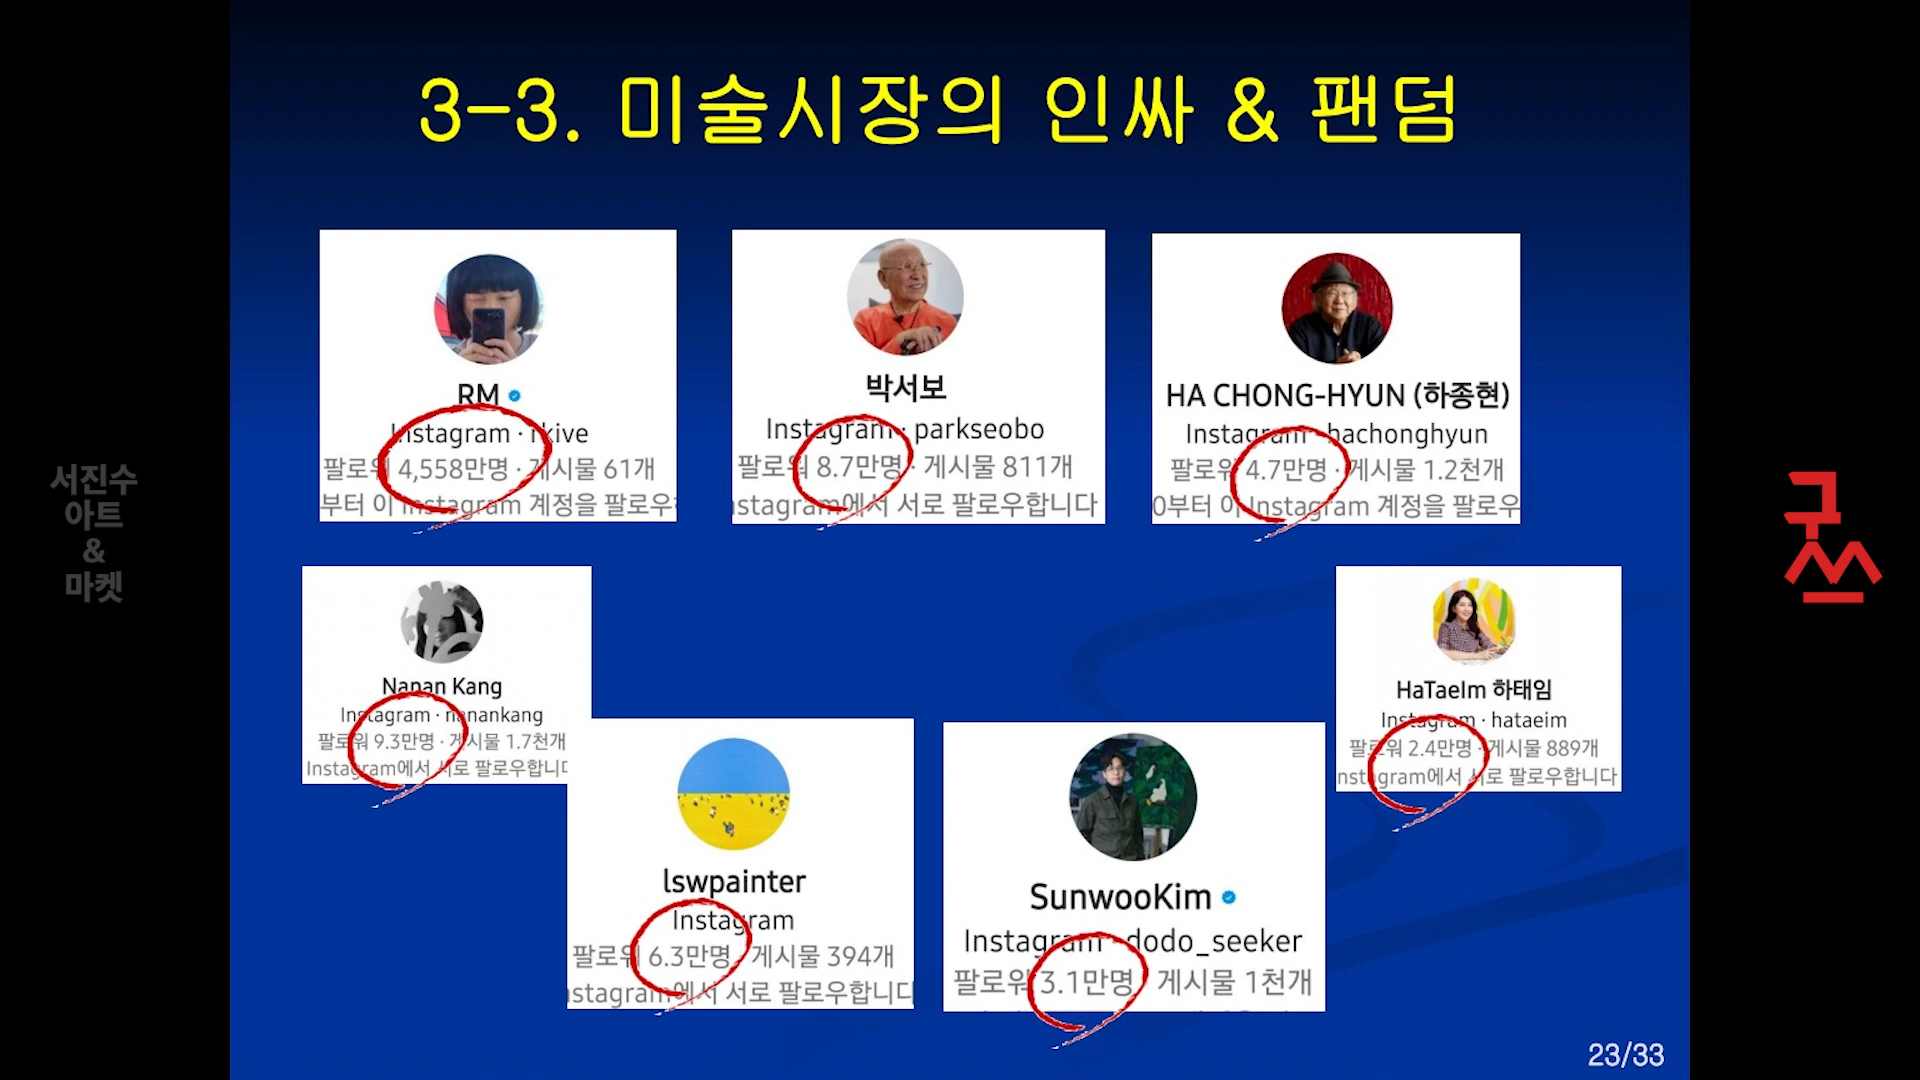 3-3. 미술시장의 인싸 & 팬덤
RM
Instagram · rkive
팔로워 4,558만명 · 게시물 61개
부터 이 Instagram 계정을 팔로우
박서보
Instagram · parkseobo
팔로워 8.7만명 · 게시물 811개
nstagram에서 서로 팔로우합니다
HA CHONG-HYUN (하종현)
Instagram · hachonghyun
팔로워 4.7만명 · 게시물 1.2천개
0부터 이 Instagram 계정을 팔로우
서진수
아트
&
마켓
굿쓰
Nanan Kang
Instagram · nanankang
팔로워 9.3만명 · 게시물 1.7천개
Instagram에서 서로 팔로우합니다
HaTaeIm 하태임
Instagram · hataeim
팔로워 2.4만명 · 게시물 889개
nstagram에서 서로 팔로우합니다
lswpainter
Instagram
팔로워 6.3만명 · 게시물 394개
nstagram에서 서로 팔로우합니다
SunwooKim
Instagram · dodo_seeker
팔로워 3.1만명 · 게시물 1천개
23/33